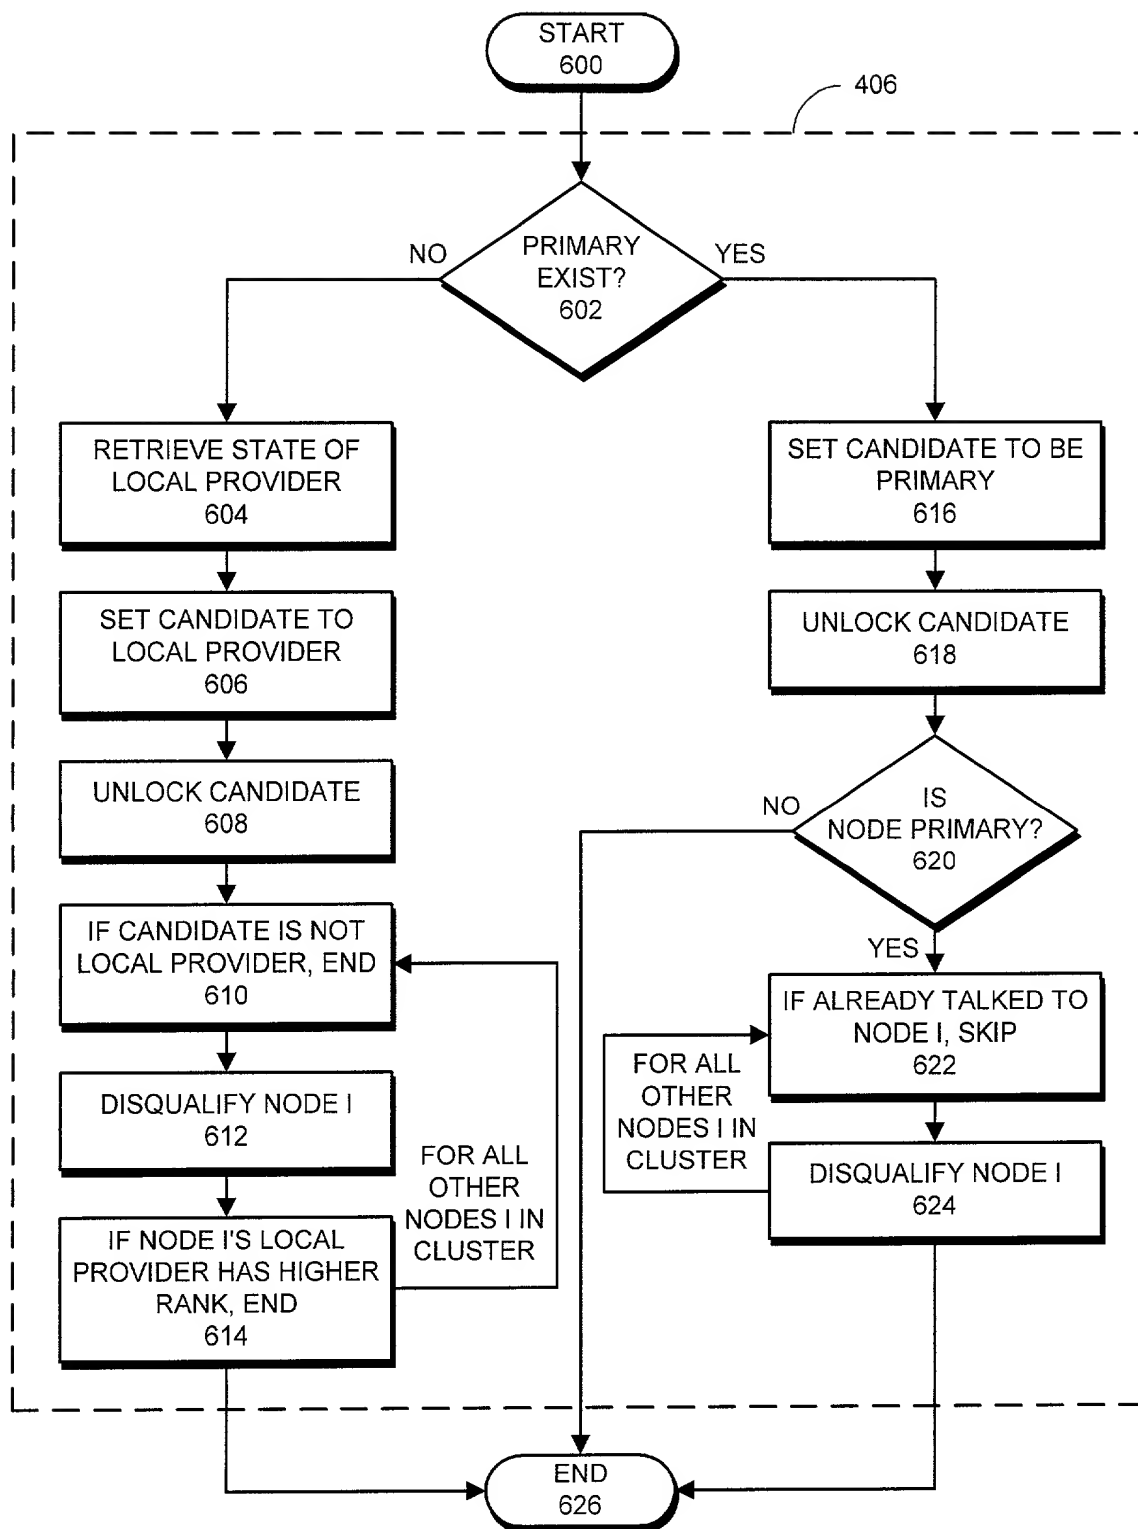 START
600
406
PRIMARY
EXIST?
602
NO
YES
RETRIEVE STATE OF
LOCAL PROVIDER
604
SET CANDIDATE TO
LOCAL PROVIDER
606
UNLOCK CANDIDATE
608
IF CANDIDATE IS NOT
LOCAL PROVIDER, END
610
DISQUALIFY NODE I
612
IF NODE I'S LOCAL
PROVIDER HAS HIGHER
RANK, END
614
FOR ALL
OTHER
NODES I IN
CLUSTER
SET CANDIDATE TO BE
PRIMARY
616
UNLOCK CANDIDATE
618
IS
NODE PRIMARY?
620
NO
YES
IF ALREADY TALKED TO
NODE I, SKIP
622
FOR ALL
OTHER
NODES I IN
CLUSTER
DISQUALIFY NODE I
624
END
626